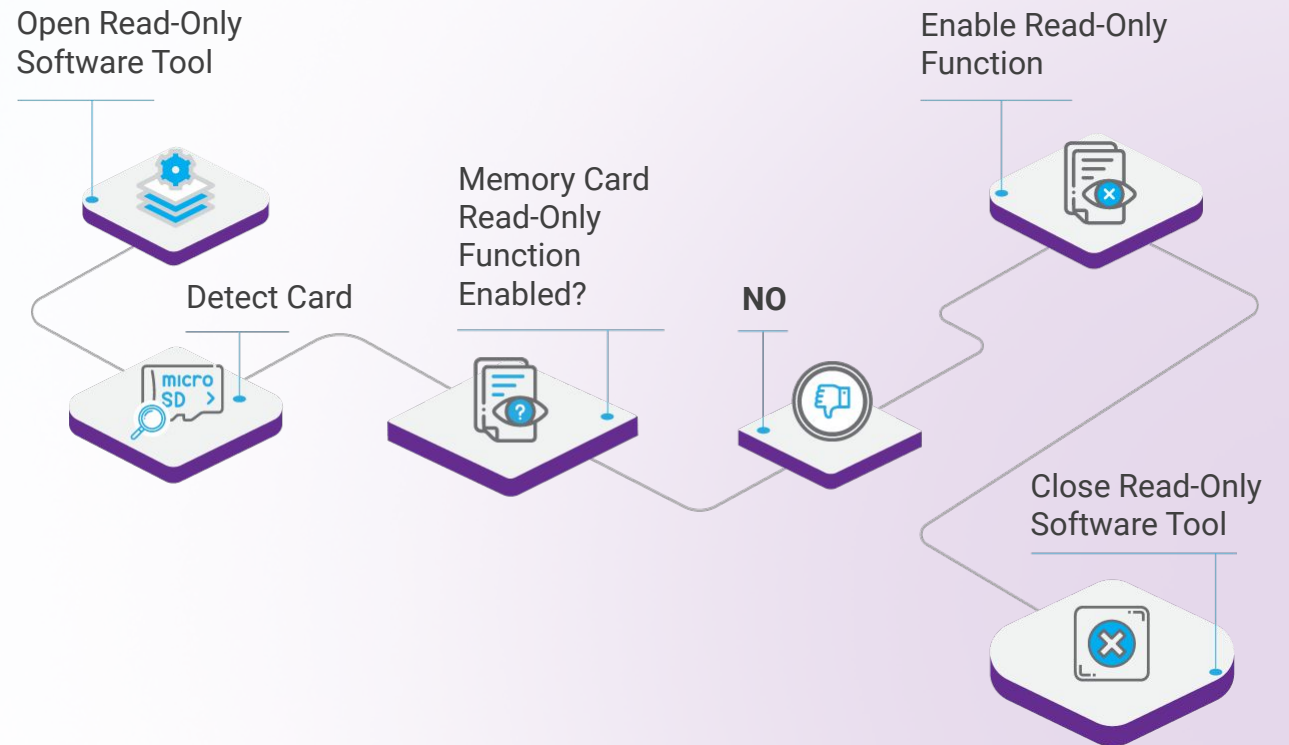 Open Read-Only
Software Tool
Detect Card
micro
SD >
Memory Card
Read-Only
Function
Enabled?
?
NO
Enable Read-Only
Function
Close Read-Only
Software Tool